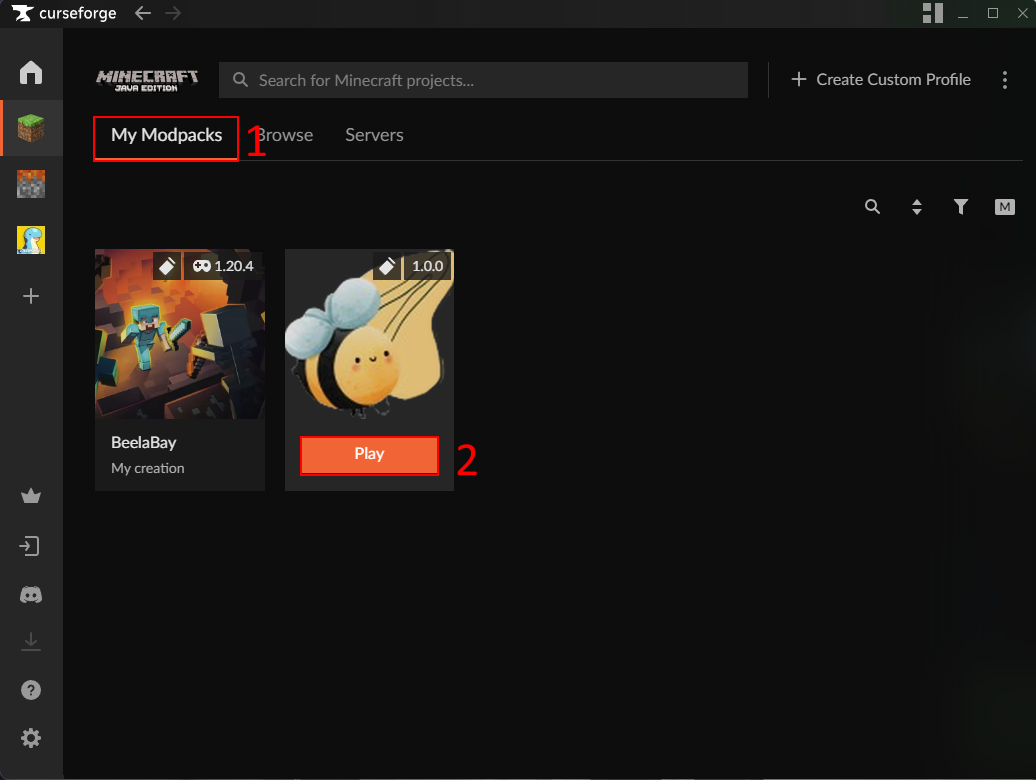 curseforge
MINECRAFT
JAVA EDITION
Search for Minecraft projects...
Create Custom Profile
My Modpacks
1
Browse
Servers
M
1.20.4
1.0.0
BeelaBay
My creation
Play
2
?